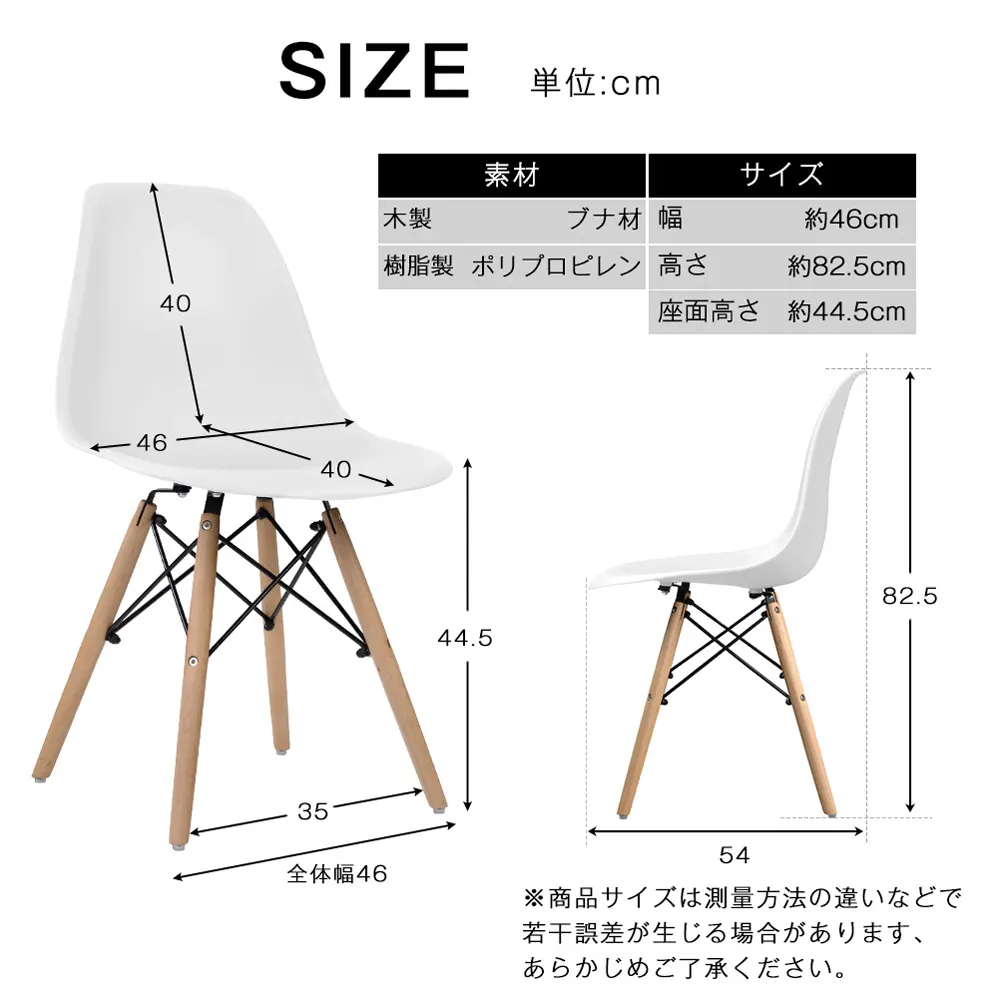 SIZE 単位:cm
素材 サイズ
木製 ブナ材 幅 約46cm
樹脂製 ポリプロピレン 高さ 約82.5cm
座面高さ 約44.5cm
40
46
40
44.5
82.5
35
全体幅46
54
※商品サイズは測量方法の違いなどで
若干誤差が生じる場合があります、
あらかじめご了承ください。